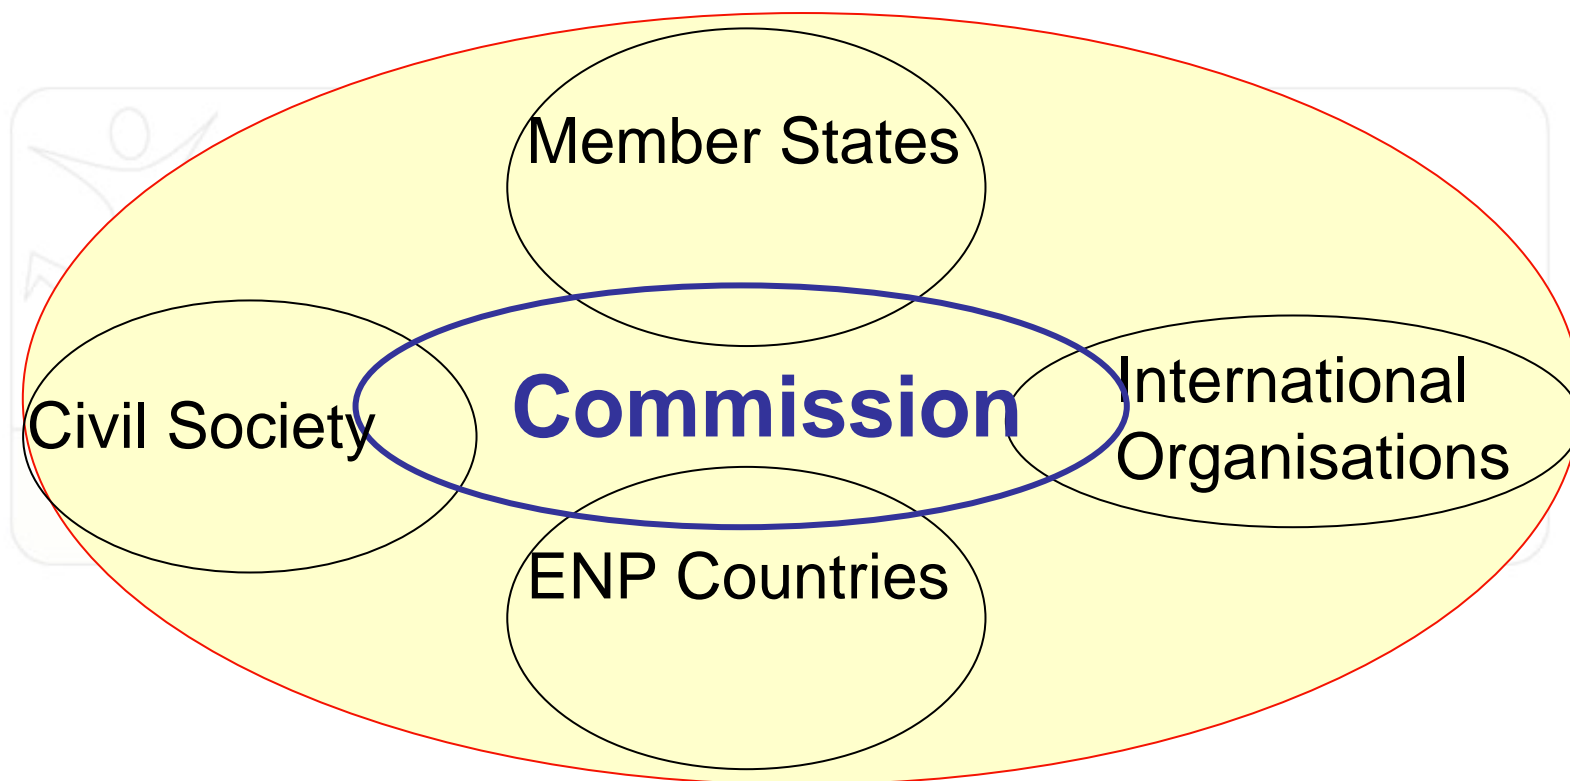 Member States
Civil Society
Commission
International
Organisations
ENP Countries